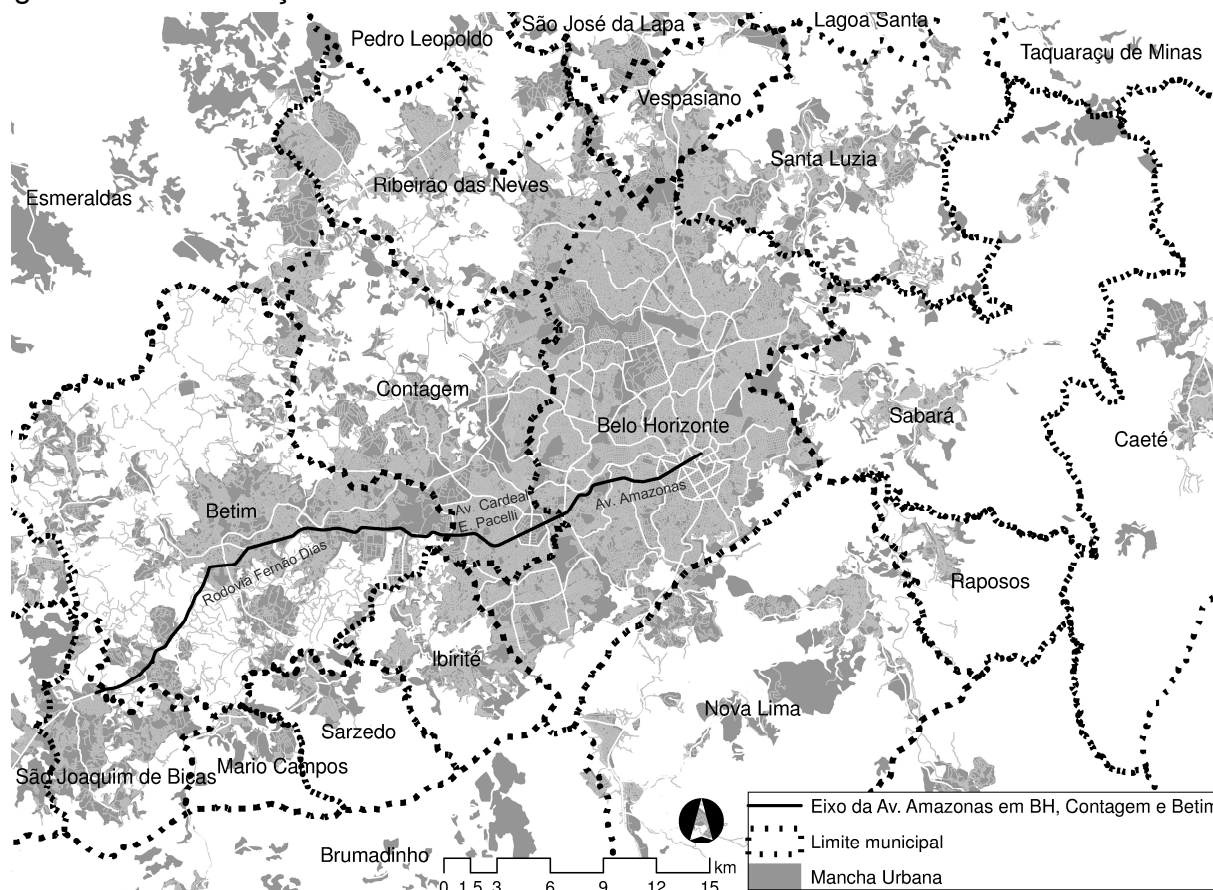 Pedro Leopoldo
São José da Lapa
Lagoa Santa
Taquaraçu de Minas
Vespasiano
Santa Luzia
Ribeirão das Neves
Esmeraldas
Contagem
Belo Horizonte
Sabará
Caeté
Betim
Av. Cardeal
E. Pacelli
Av. Amazonas
Rodovia Fernão Dias
Raposos
Ibirité
Nova Lima
Sarzedo
São Joaquim de Bicas
Mario Campos
Brumadinho
km
0 1,5 3 6 9 12 15
Eixo da Av. Amazonas em BH, Contagem e Betim
Limite municipal
Mancha Urbana